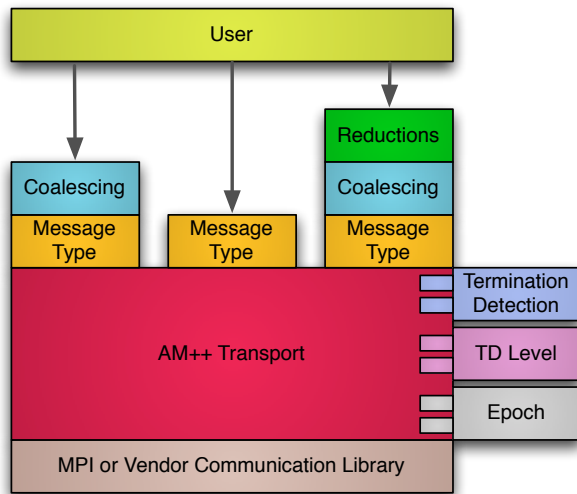 User
Reductions
Coalescing
Coalescing
Message
Type
Message
Type
Message
Type
Termination
Detection
AM++ Transport
TD Level
Epoch
MPI or Vendor Communication Library